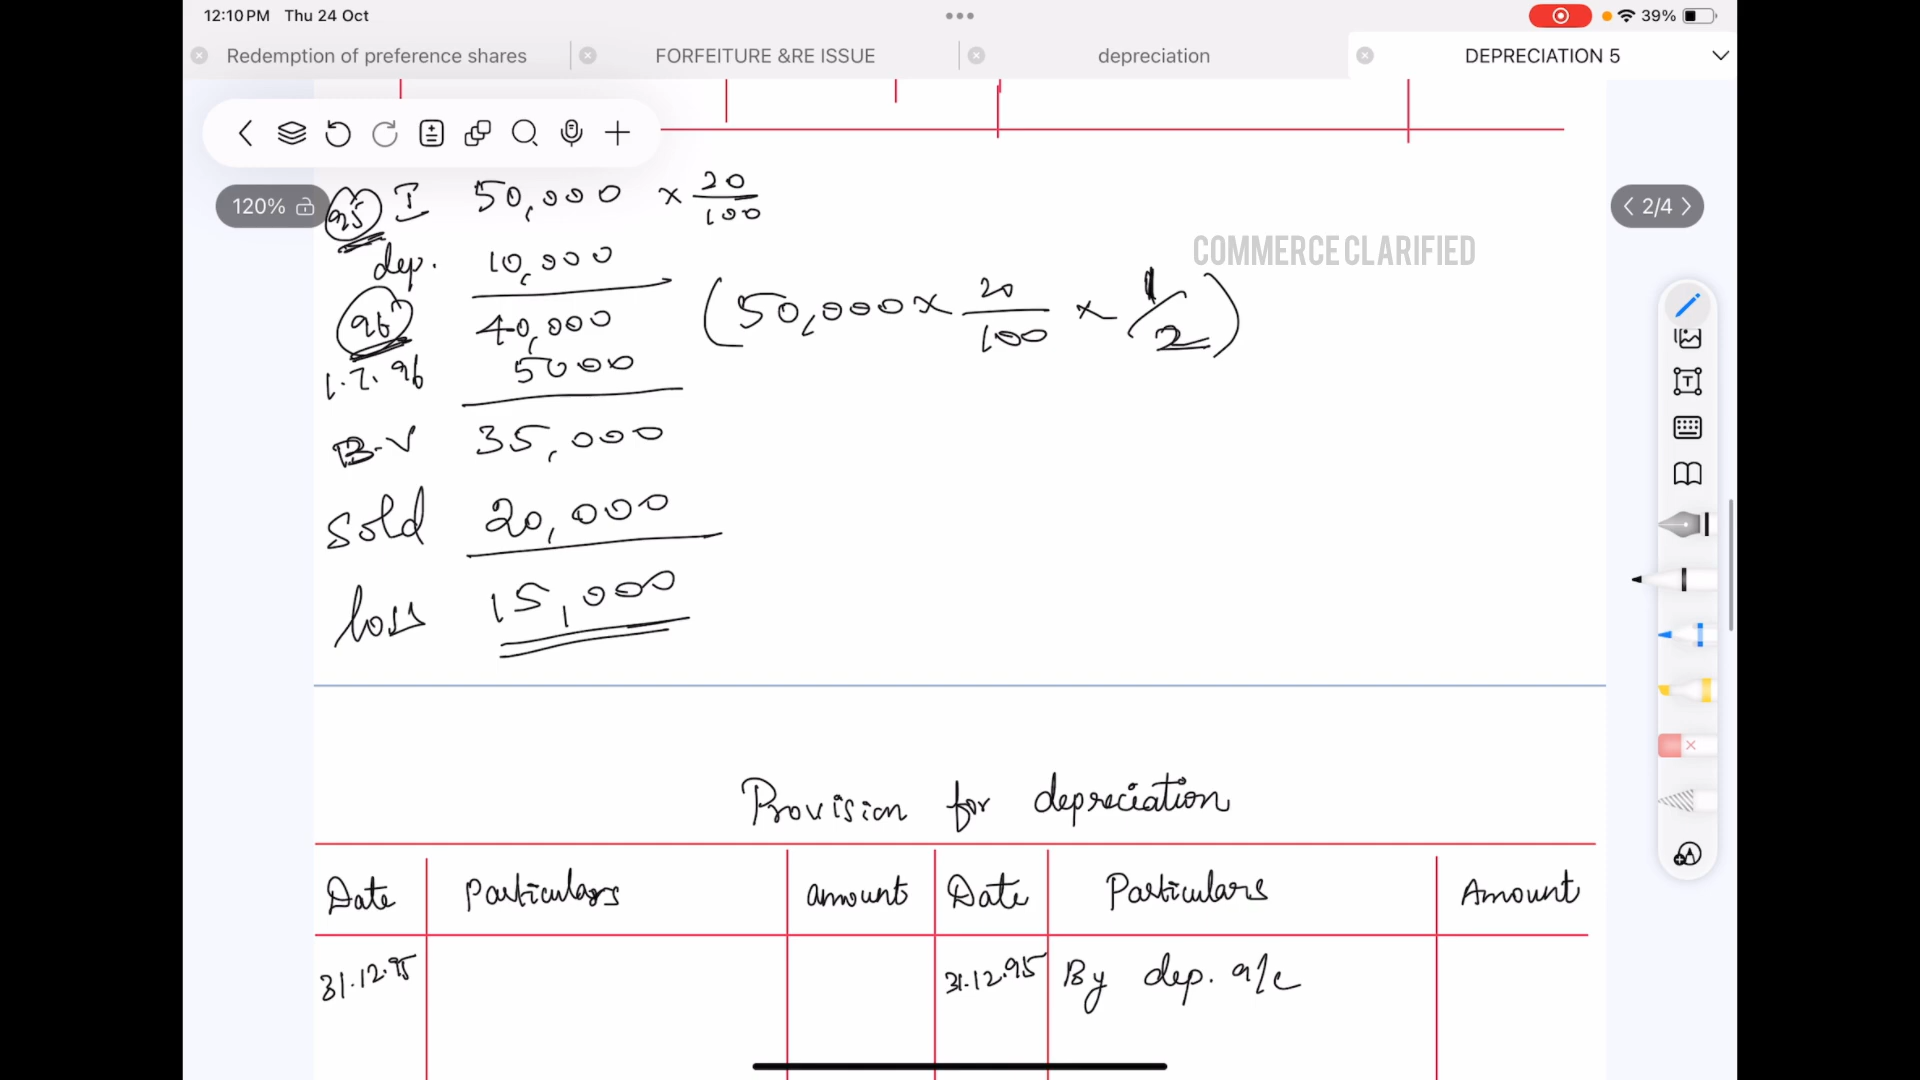 12:10 PM Thu 24 Oct
39%
Redemption of preference shares
FORFEITURE &RE ISSUE
depreciation
DEPRECIATION 5
120%
2/4
COMMERCE CLARIFIED
95 I 50,000 × 20/100
dep. 10,000
96 40,000 (50,000 × 20/100 × 1/2)
1.7.96 5000
B.V 35,000
Sold 20,000
loss 15,000
Provision for depreciation
Date Particulars amount Date Particulars Amount
31.12.95 31.12.95 By dep. a/c